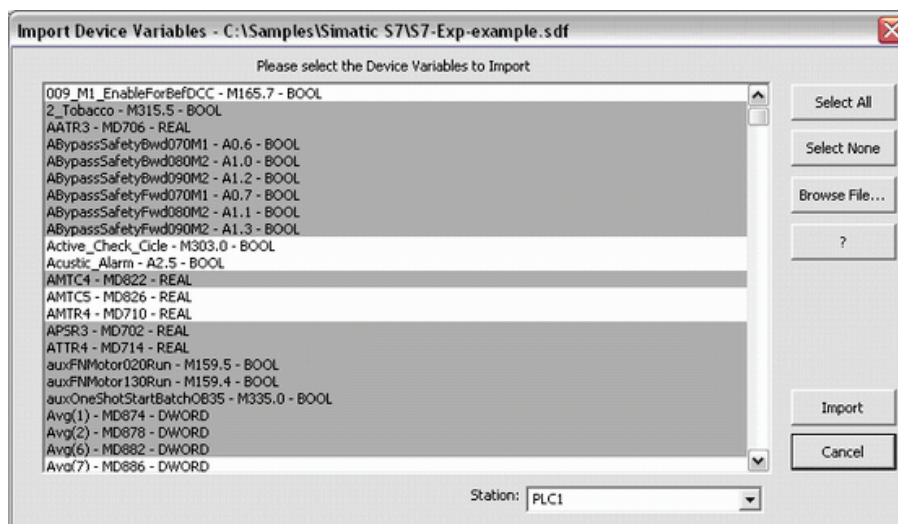 Import Device Variables - C:\Samples\Simatic S7\S7-Exp-example.sdf
Please select the Device Variables to Import
009_M1_EnableForBefDCC - M165.7 - BOOL
2_Tobacco - M315.5 - BOOL
AATR3 - MD706 - REAL
ABypassSafetyBwd070M1 - A0.6 - BOOL
ABypassSafetyBwd080M2 - A1.0 - BOOL
ABypassSafetyBwd090M2 - A1.2 - BOOL
ABypassSafetyFwd070M1 - A0.7 - BOOL
ABypassSafetyFwd080M2 - A1.1 - BOOL
ABypassSafetyFwd090M2 - A1.3 - BOOL
Active_Check_Cicle - M303.0 - BOOL
Acustic_Alarm - A2.5 - BOOL
AMTC4 - MD822 - REAL
AMTC5 - MD826 - REAL
AMTR4 - MD710 - REAL
APSR3 - MD702 - REAL
ATTR4 - MD714 - REAL
auxFNMotor020Run - M159.5 - BOOL
auxFNMotor130Run - M159.4 - BOOL
auxOneShotStartBatchOB35 - M335.0 - BOOL
Avg(1) - MD874 - DWORD
Avg(2) - MD878 - DWORD
Avg(6) - MD882 - DWORD
Avg(7) - MD886 - DWORD
Select All
Select None
Browse File...
?
Import
Cancel
Station: PLC1